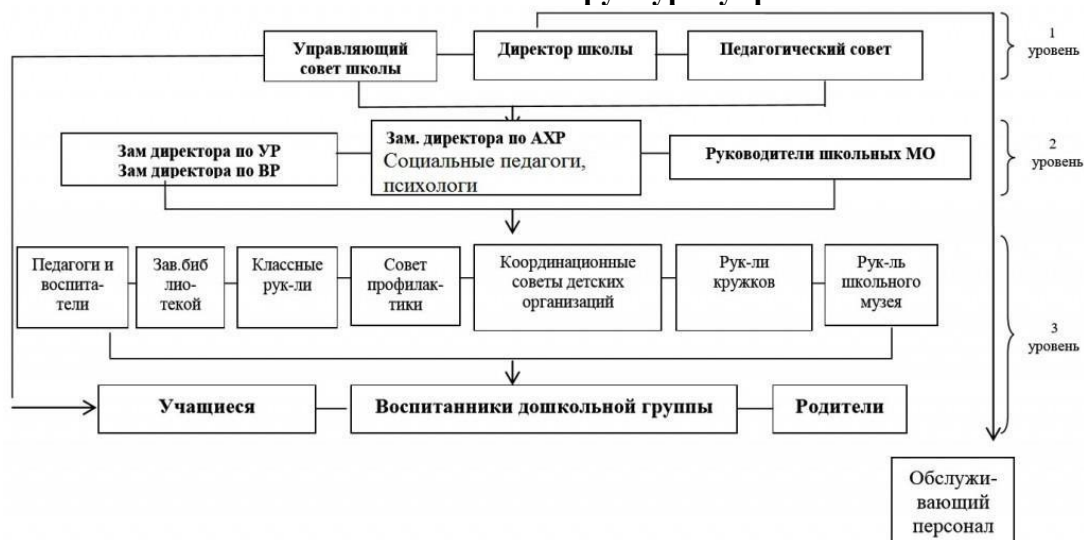 Управляющий
совет школы
Директор школы
Педагогический совет
1
уровень
Зам директора по УР
Зам директора по ВР
Зам. директора по АХР
Социальные педагоги,
психологи
Руководители школьных МО
2
уровень
Педагоги и
воспита-
тели
Зав.биб
лио-
текой
Классные
рук-ли
Совет
профилак-
тики
Координационные
советы детских
организаций
Рук-ли
кружков
Рук-ль
школьного
музея
3
уровень
Учащиеся
Воспитанники дошкольной группы
Родители
Обслужи-
вающий
персонал